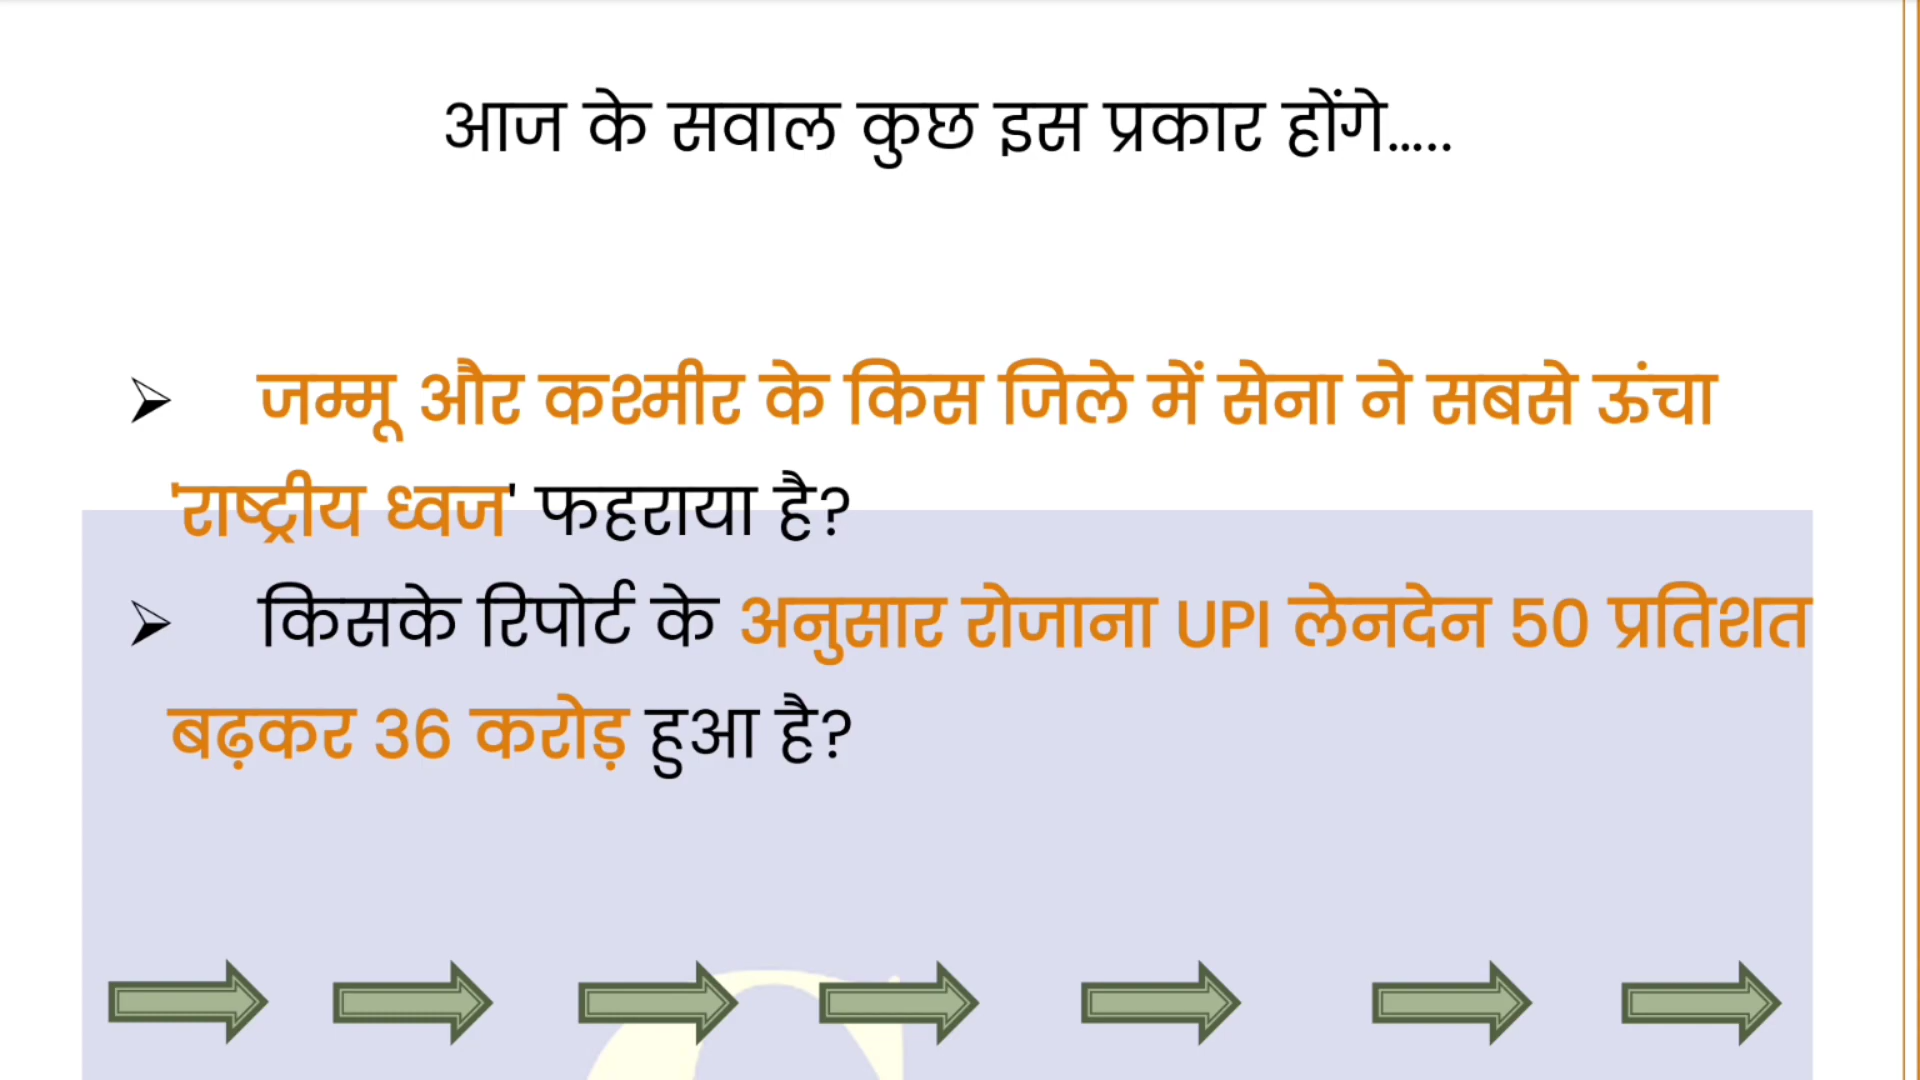 आज के सवाल कुछ इस प्रकार होंगे.....
➢ जम्मू और कश्मीर के किस जिले में सेना ने सबसे ऊंचा
'राष्ट्रीय ध्वज' फहराया है?
➢ किसके रिपोर्ट के अनुसार रोजाना UPI लेनदेन 50 प्रतिशत
बढ़कर 36 करोड़ हुआ है?